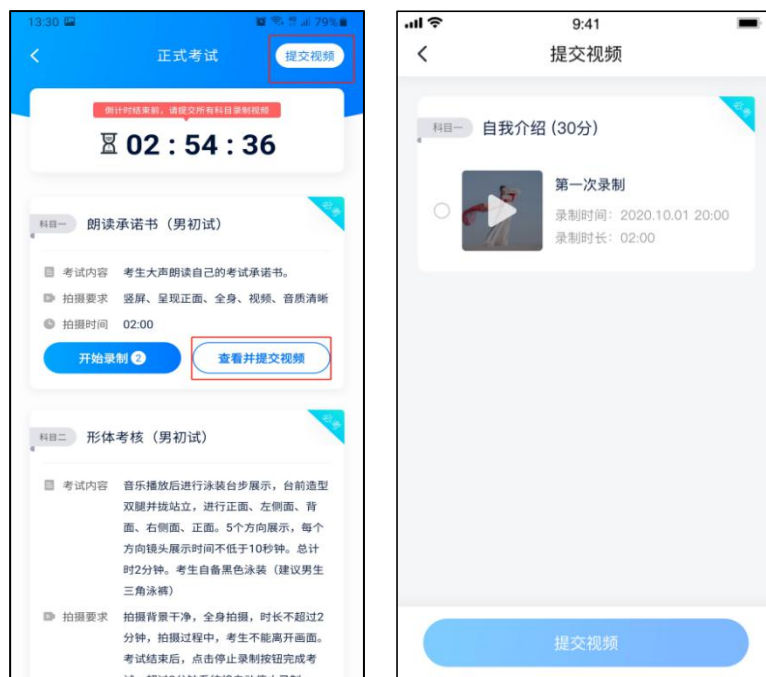 13:30
79%
正式考试
提交视频
倒计时结束前，请提交所有科目录制视频
02 : 54 : 36
必考
科目一
朗读承诺书（男初试）
考试内容 考生大声朗读自己的考试承诺书。
拍摄要求 竖屏、呈现正面、全身、视频、音质清晰
拍摄时间 02:00
开始录制 2
查看并提交视频
必考
科目二
形体考核（男初试）
考试内容 音乐播放后进行泳装台步展示，台前造型
双腿并拢站立，进行正面、左侧面、背
面、右侧面、正面。5个方向展示，每个
方向镜头展示时间不低于10秒钟。总计
时2分钟。考生自备黑色泳装（建议男生
三角泳裤）
拍摄要求 拍摄背景干净，全身拍摄，时长不超过2
分钟，拍摄过程中，考生不能离开画面。
考试结束后，点击停止录制按钮完成考
9:41
提交视频
必考
科目一
自我介绍 (30分)
第一次录制
录制时间：2020.10.01 20:00
录制时长：02:00
提交视频